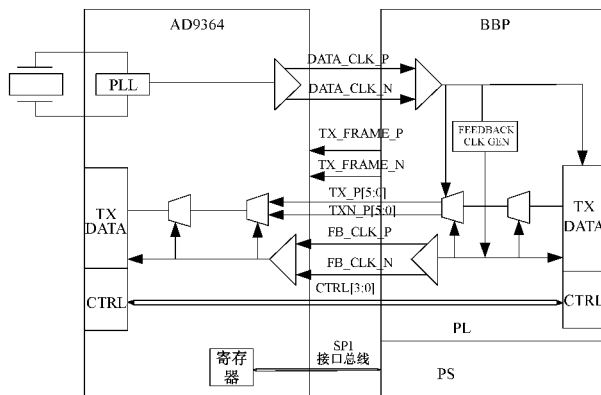 AD9364
BBP
PLL
DATA_CLK_P
DATA_CLK_N
FEEDBACK
CLK GEN
TX_FRAME_P
TX_FRAME_N
TX_P[5:0]
TXN_P[5:0]
TX
DATA
TX
DATA
FB_CLK_P
FB_CLK_N
CTRL[3:0]
CTRL
CTRL
PL
SP1
接口总线
寄存
器
PS